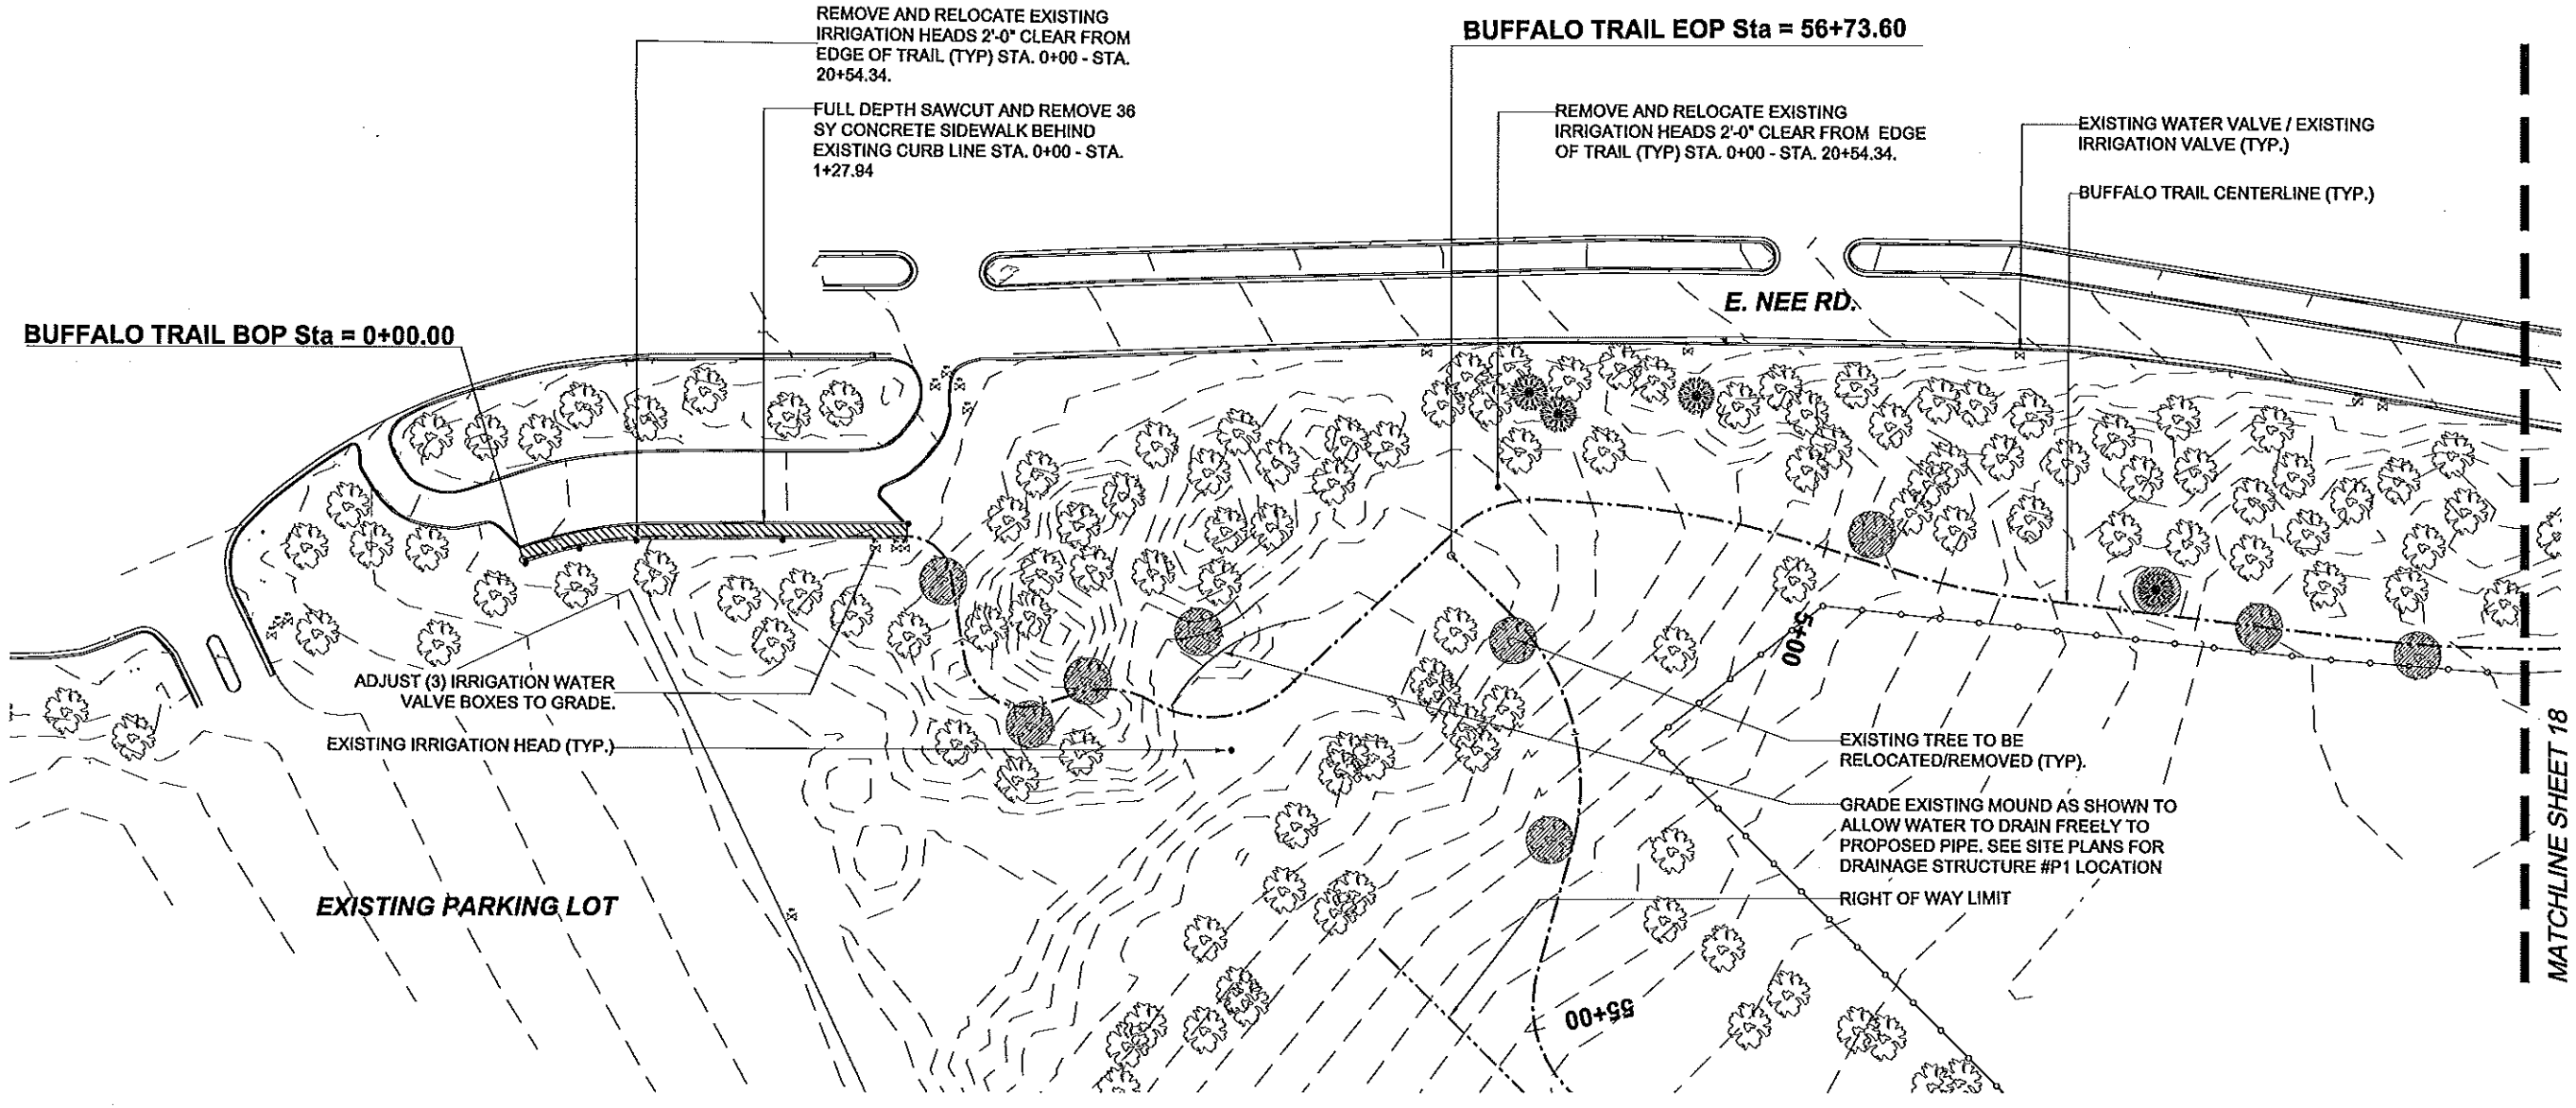 REMOVE AND RELOCATE EXISTING
IRRIGATION HEADS 2'-0" CLEAR FROM
EDGE OF TRAIL (TYP) STA. 0+00 - STA.
20+54.34.
BUFFALO TRAIL EOP Sta = 56+73.60
FULL DEPTH SAWCUT AND REMOVE 36
SY CONCRETE SIDEWALK BEHIND
EXISTING CURB LINE STA. 0+00 - STA.
1+27.94
REMOVE AND RELOCATE EXISTING
IRRIGATION HEADS 2'-0" CLEAR FROM EDGE
OF TRAIL (TYP) STA. 0+00 - STA. 20+54.34.
EXISTING WATER VALVE / EXISTING
IRRIGATION VALVE (TYP.)
BUFFALO TRAIL CENTERLINE (TYP.)
E. NEE RD.
BUFFALO TRAIL BOP Sta = 0+00.00
5+00
ADJUST (3) IRRIGATION WATER
VALVE BOXES TO GRADE.
EXISTING IRRIGATION HEAD (TYP.)
EXISTING TREE TO BE
RELOCATED/REMOVED (TYP).
GRADE EXISTING MOUND AS SHOWN TO
ALLOW WATER TO DRAIN FREELY TO
PROPOSED PIPE. SEE SITE PLANS FOR
DRAINAGE STRUCTURE #P1 LOCATION
RIGHT OF WAY LIMIT
EXISTING PARKING LOT
55+00
MATCHLINE SHEET 18